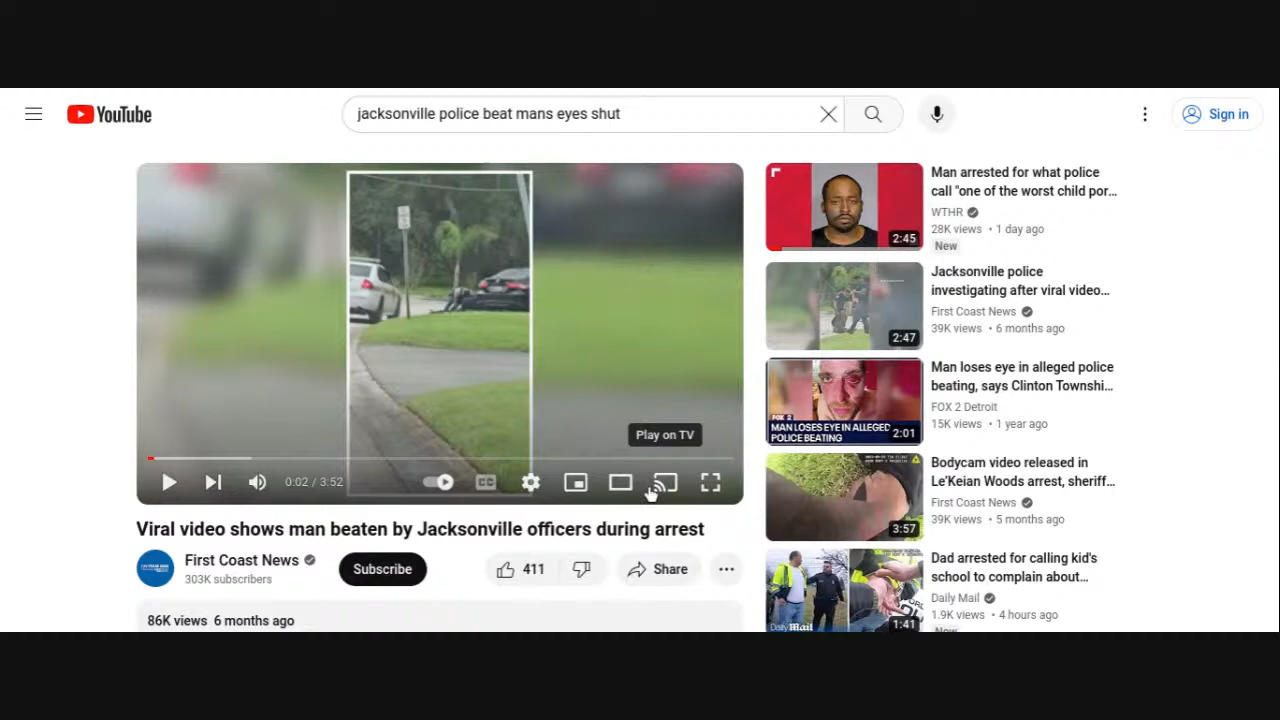 YouTube
jacksonville police beat mans eyes shut
Sign in
Play on TV
0:02 / 3:52
CC
Viral video shows man beaten by Jacksonville officers during arrest
First Coast News
303K subscribers
Subscribe
411
Share
86K views 6 months ago
Man arrested for what police
call "one of the worst child por...
WTHR
28K views • 1 day ago
New
2:45
Jacksonville police
investigating after viral video...
First Coast News
39K views • 6 months ago
2:47
Man loses eye in alleged police
beating, says Clinton Townshi...
FOX 2 Detroit
15K views • 1 year ago
FOX 2
MAN LOSES EYE IN ALLEGED
POLICE BEATING
2:01
Bodycam video released in
Le'Keian Woods arrest, sheriff...
First Coast News
39K views • 5 months ago
3:57
Dad arrested for calling kid's
school to complain about...
Daily Mail
1.9K views • 4 hours ago
New
Daily Mail
1:41